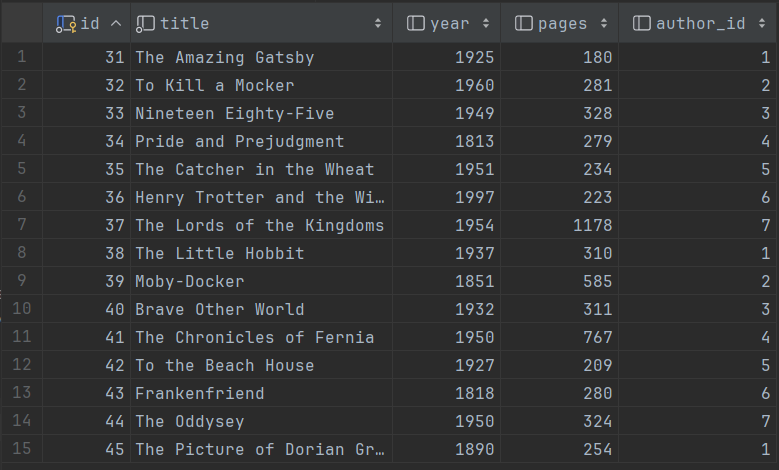 id title year pages author_id
1 31 The Amazing Gatsby 1925 180 1
2 32 To Kill a Mocker 1960 281 2
3 33 Nineteen Eighty-Five 1949 328 3
4 34 Pride and Prejudgment 1813 279 4
5 35 The Catcher in the Wheat 1951 234 5
6 36 Henry Trotter and the Wi… 1997 223 6
7 37 The Lords of the Kingdoms 1954 1178 7
8 38 The Little Hobbit 1937 310 1
9 39 Moby-Docker 1851 585 2
10 40 Brave Other World 1932 311 3
11 41 The Chronicles of Fernia 1950 767 4
12 42 To the Beach House 1927 209 5
13 43 Frankenfriend 1818 280 6
14 44 The Oddysey 1950 324 7
15 45 The Picture of Dorian Gr… 1890 254 1